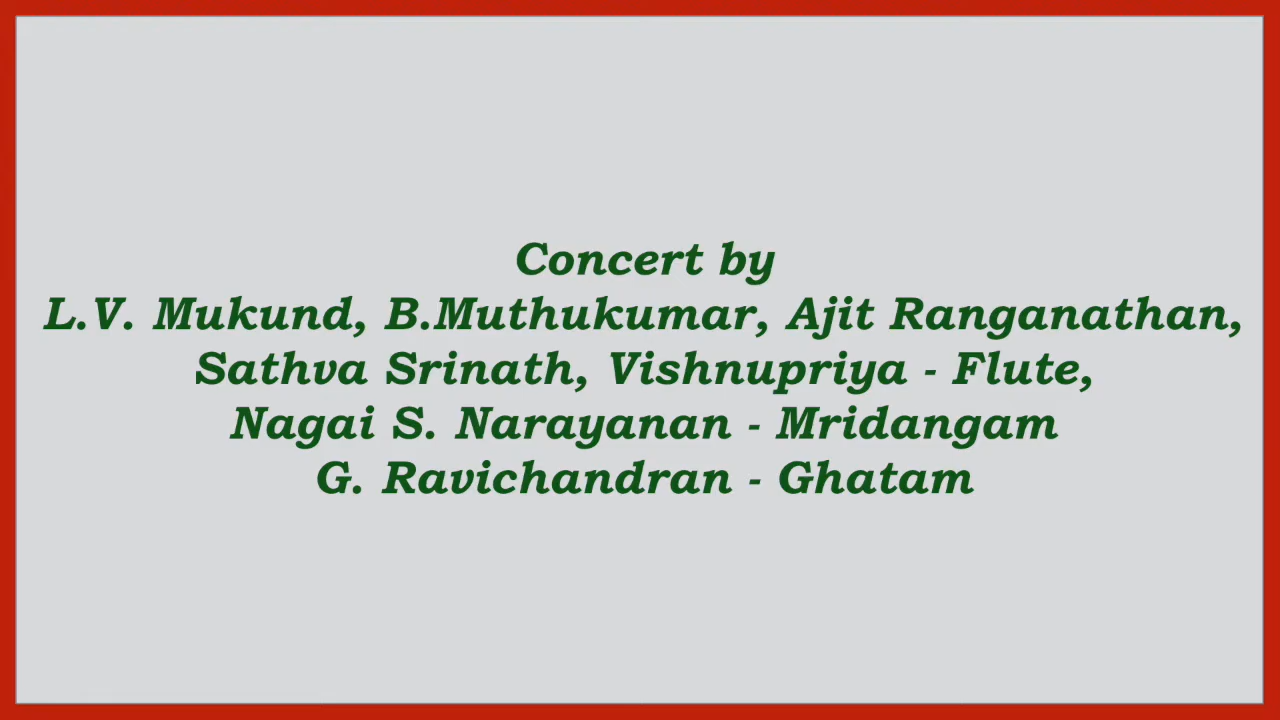 Concert by
L.V. Mukund, B.Muthukumar, Ajit Ranganathan,
Sathva Srinath, Vishnupriya - Flute,
Nagai S. Narayanan - Mridangam
G. Ravichandran - Ghatam